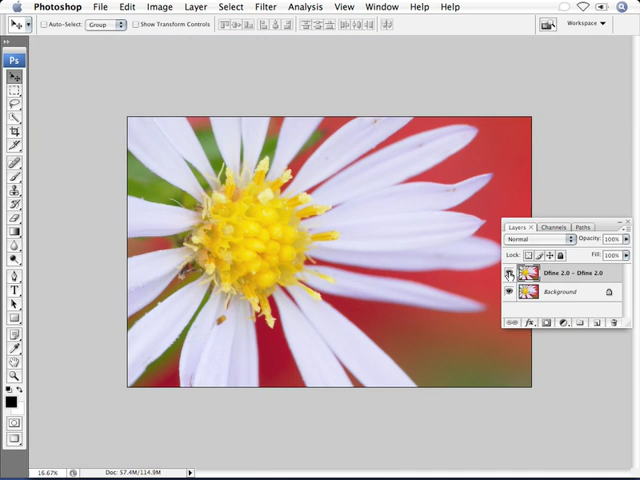 Photoshop File Edit Image Layer Select Filter Analysis View Window Help Help
Auto-Select: Group Show Transform Controls Workspace
Ps
Layers × Channels Paths
Normal Opacity: 100%
Lock: Fill: 100%
Dfine 2.0 - Dfine 2.0
Background
fx
16.67% Doc: 57.4M/114.9M